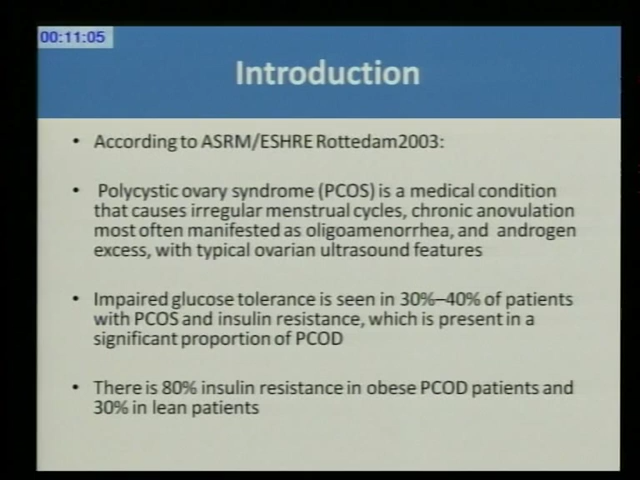 00:11:05
Introduction
• According to ASRM/ESHRE Rottedam2003:
• Polycystic ovary syndrome (PCOS) is a medical condition
that causes irregular menstrual cycles, chronic anovulation
most often manifested as oligoamenorrhea, and androgen
excess, with typical ovarian ultrasound features
• Impaired glucose tolerance is seen in 30%–40% of patients
with PCOS and insulin resistance, which is present in a
significant proportion of PCOD
• There is 80% insulin resistance in obese PCOD patients and
30% in lean patients